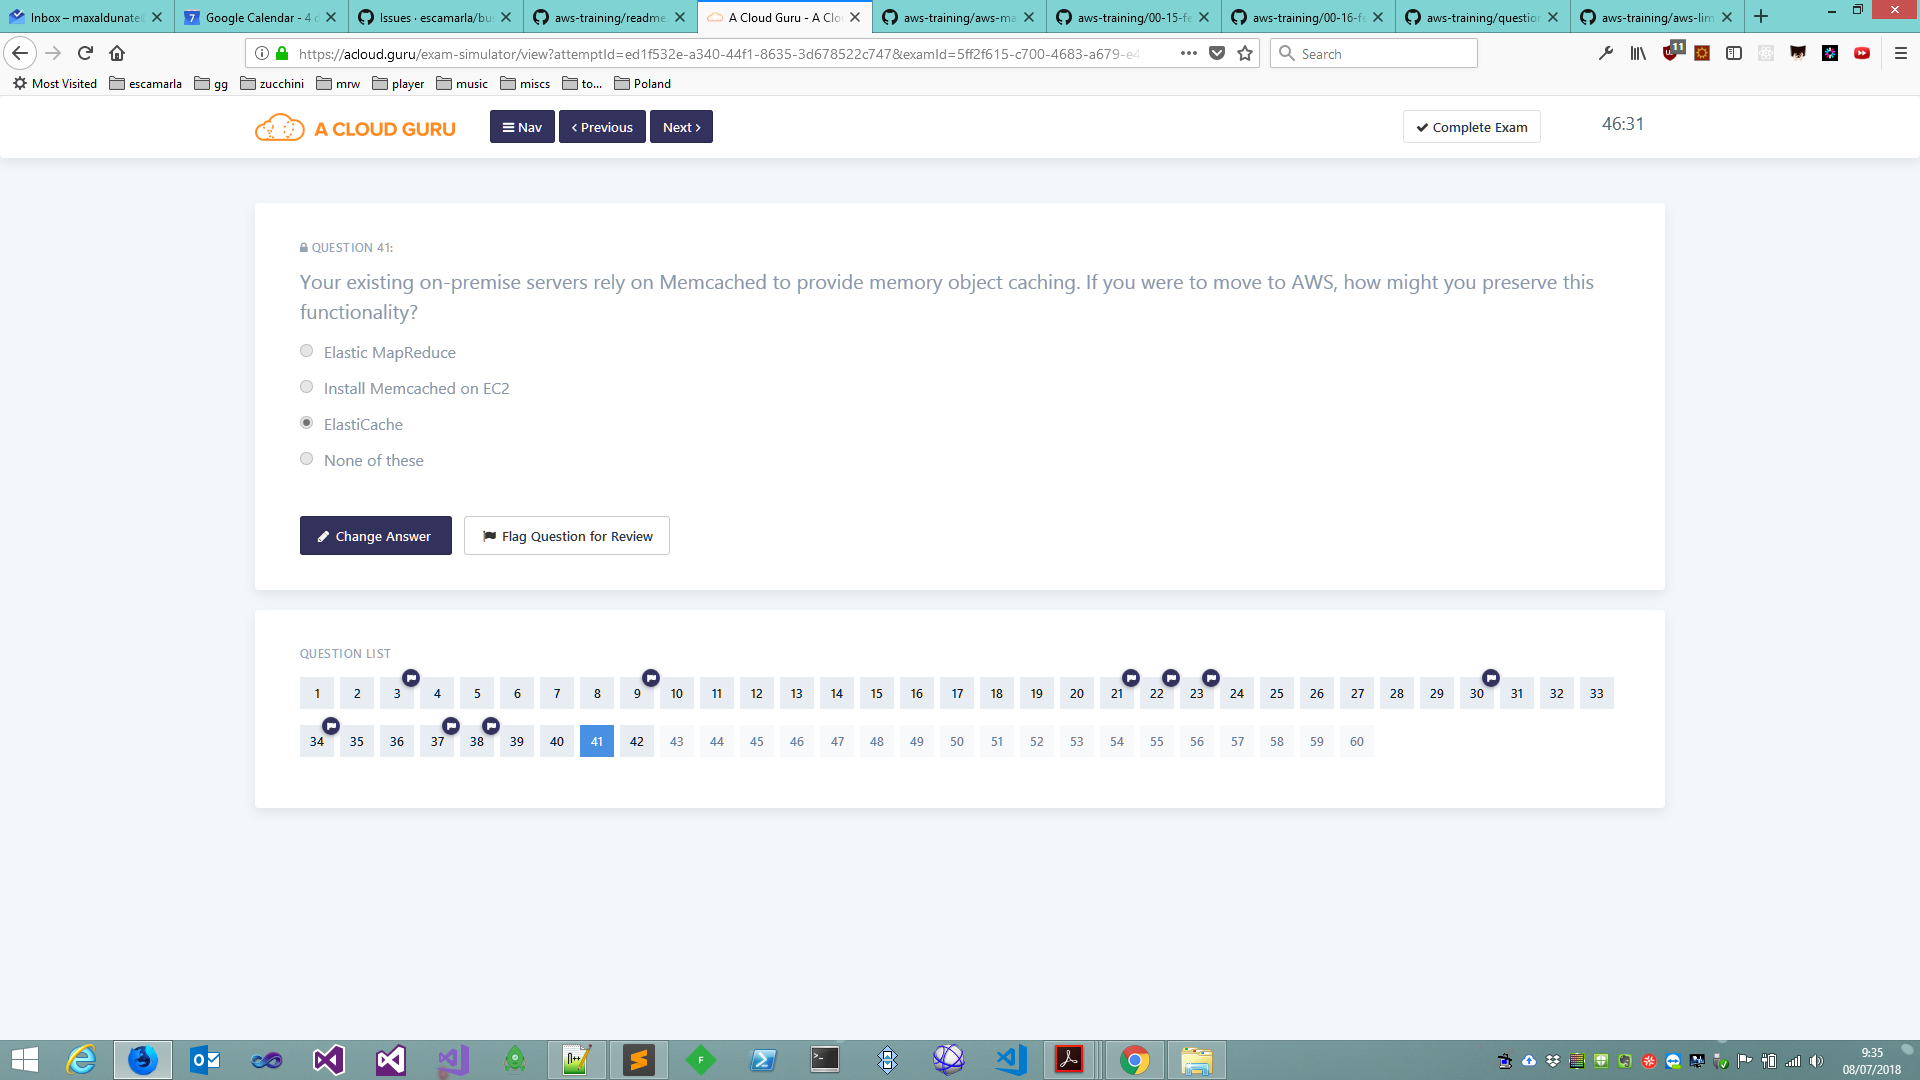 Inbox – maxaldunate
Google Calendar - 4
Issues · escamarla/bu
aws-training/readme
A Cloud Guru - A Clo
aws-training/aws-ma
aws-training/00-15-fe
aws-training/00-16-fe
aws-training/question
aws-training/aws-lim
https://acloud.guru/exam-simulator/view?attemptId=ed1f532e-a340-44f1-8635-3d678522c747&examId=5ff2f615-c700-4683-a679-e4
Search
11
Most Visited
escamarla
gg
zucchini
mrw
player
music
miscs
to...
Poland
A CLOUD GURU
Nav
Previous
Next
Complete Exam
46:31
QUESTION 41:
Your existing on-premise servers rely on Memcached to provide memory object caching. If you were to move to AWS, how might you preserve this
functionality?
Elastic MapReduce
Install Memcached on EC2
ElastiCache
None of these
Change Answer
Flag Question for Review
QUESTION LIST
1 2 3 4 5 6 7 8 9 10 11 12 13 14 15 16 17 18 19 20 21 22 23 24 25 26 27 28 29 30 31 32 33
34 35 36 37 38 39 40 41 42 43 44 45 46 47 48 49 50 51 52 53 54 55 56 57 58 59 60
9:35
08/07/2018